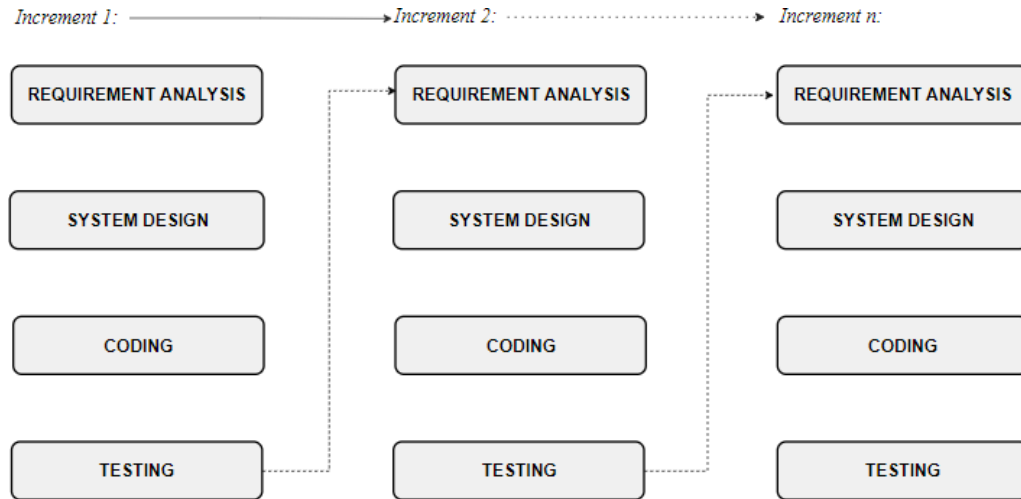 Increment 1:
Increment 2:
Increment n:
REQUIREMENT ANALYSIS
REQUIREMENT ANALYSIS
REQUIREMENT ANALYSIS
SYSTEM DESIGN
SYSTEM DESIGN
SYSTEM DESIGN
CODING
CODING
CODING
TESTING
TESTING
TESTING